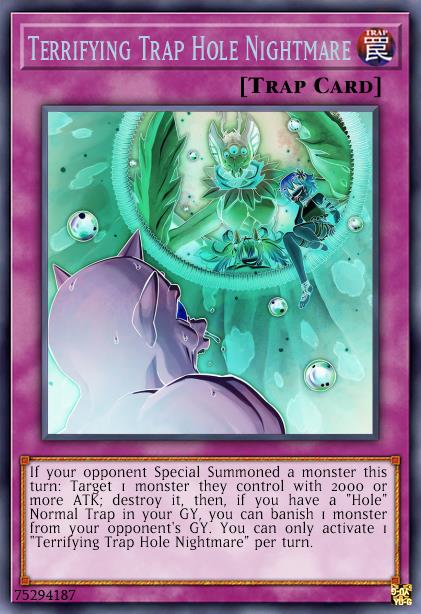 Terrifying Trap Hole Nightmare
TRAP
罠
[Trap Card]
If your opponent Special Summoned a monster this
turn: Target 1 monster they control with 2000 or
more ATK; destroy it, then, if you have a "Hole"
Normal Trap in your GY, you can banish 1 monster
from your opponent's GY. You can only activate 1
"Terrifying Trap Hole Nightmare" per turn.
75294187